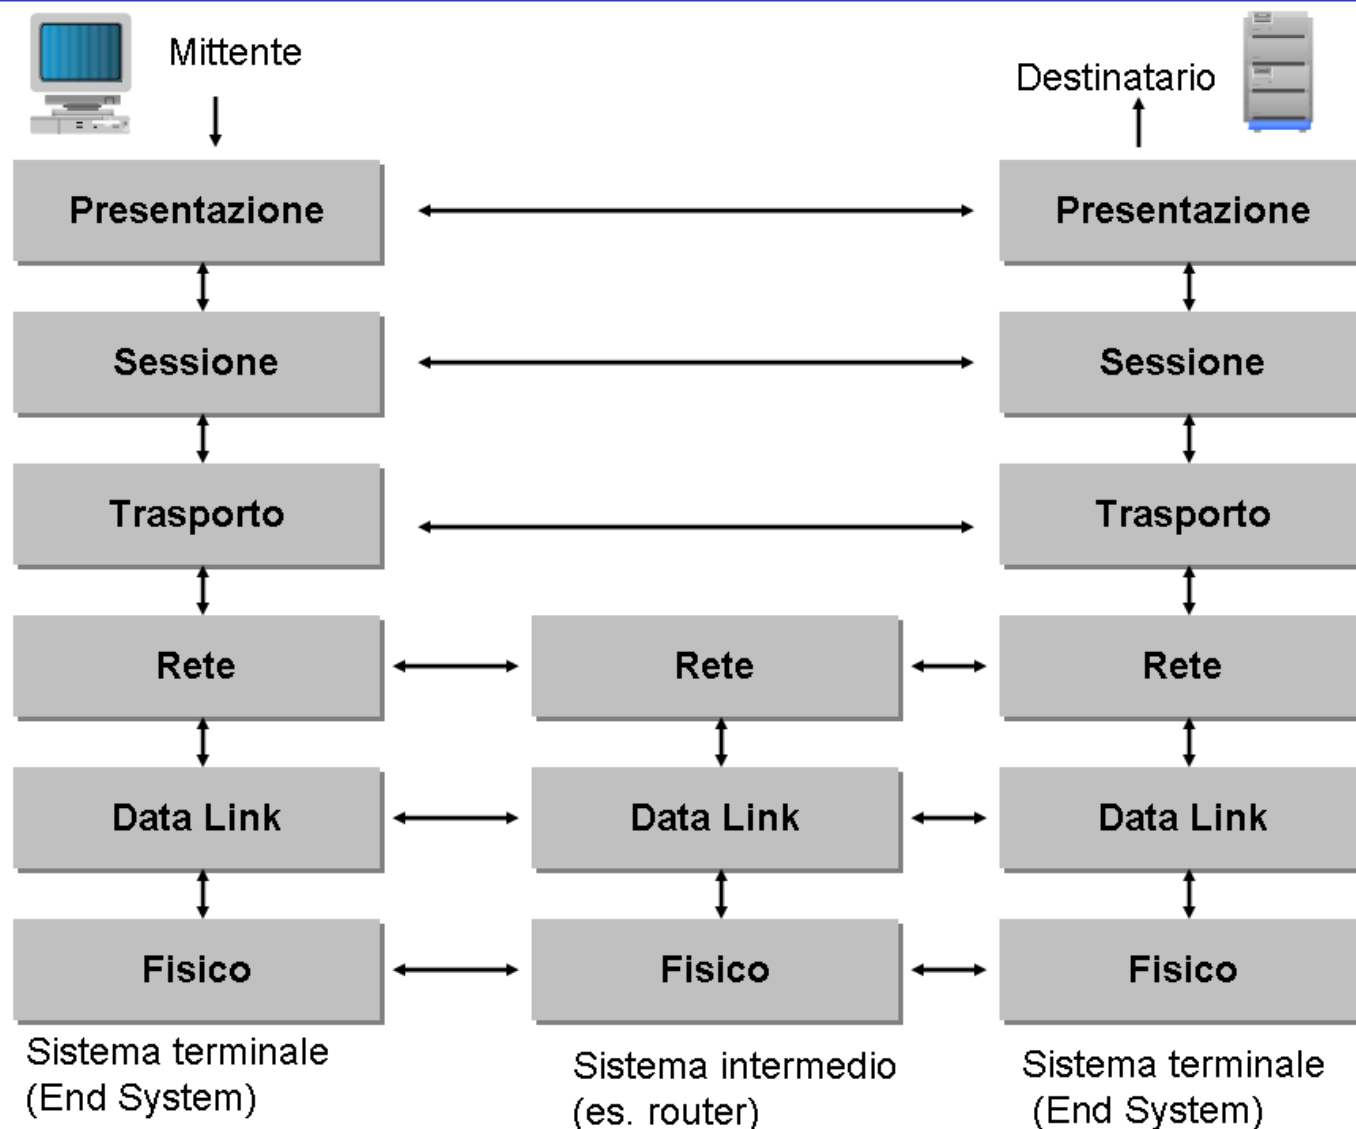 Mittente
Destinatario
Presentazione
Presentazione
Sessione
Sessione
Trasporto
Trasporto
Rete
Rete
Rete
Data Link
Data Link
Data Link
Fisico
Fisico
Fisico
Sistema terminale
(End System)
Sistema intermedio
(es. router)
Sistema terminale
(End System)